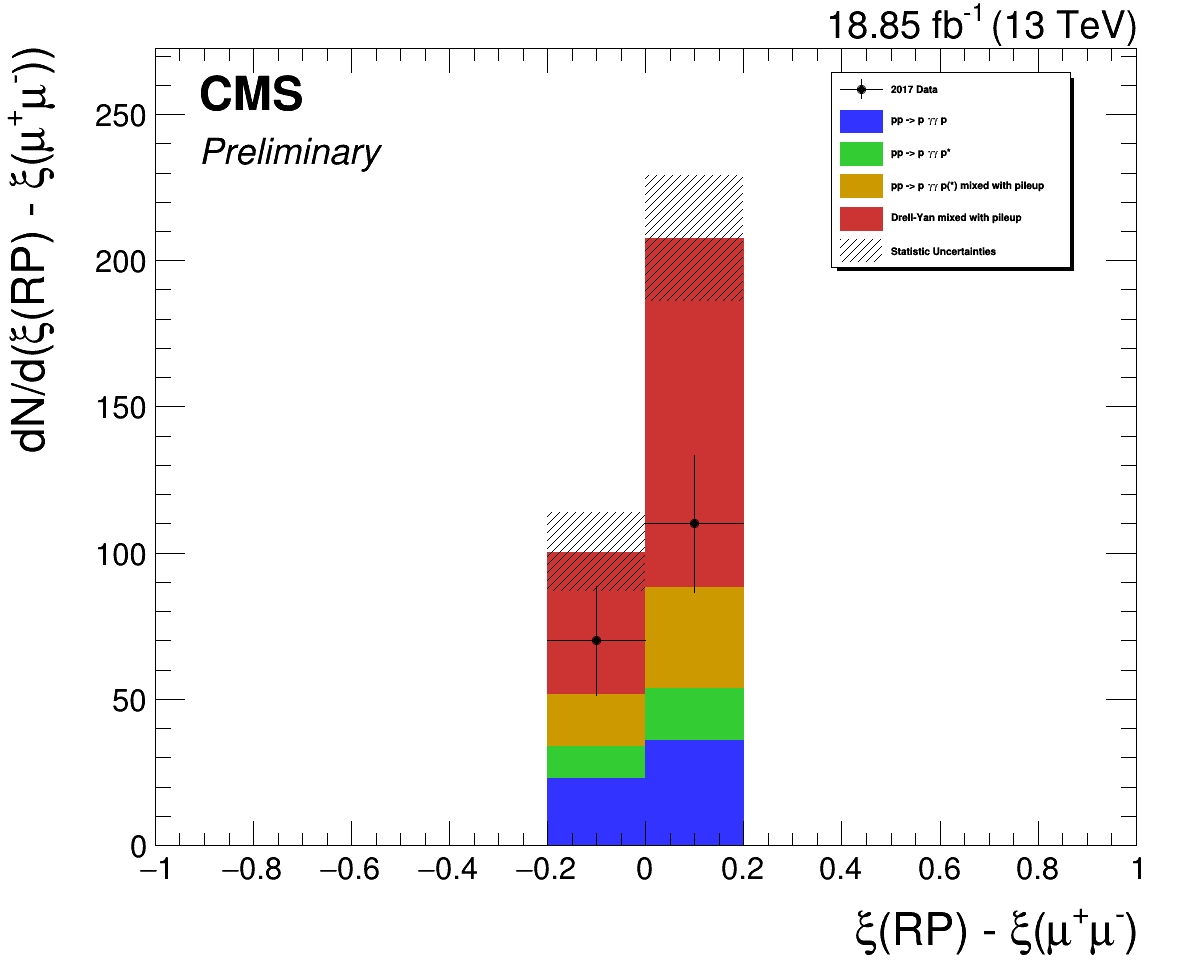 18.85 fb⁻¹ (13 TeV)
CMS
Preliminary
2017 Data
pp -> p γγ p
pp -> p γγ p*
pp -> p γγ p(*) mixed with pileup
Drell-Yan mixed with pileup
Statistic Uncertainties
dN/d(ξ(RP) - ξ(μ⁺μ⁻))
250
200
150
100
50
0
−1 −0.8 −0.6 −0.4 −0.2 0 0.2 0.4 0.6 0.8 1
ξ(RP) - ξ(μ⁺μ⁻)